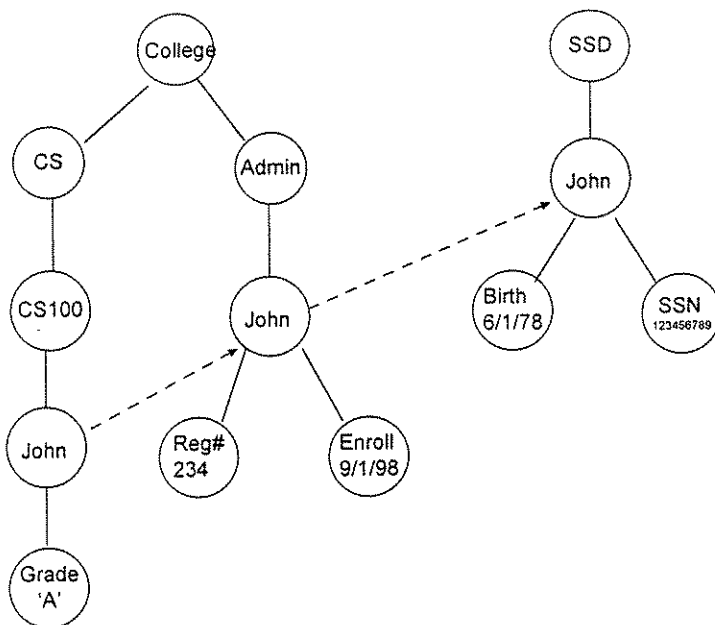 College
SSD
CS
Admin
John
CS100
John
Birth
6/1/78
SSN
123456789
John
Reg#
234
Enroll
9/1/98
Grade
'A'